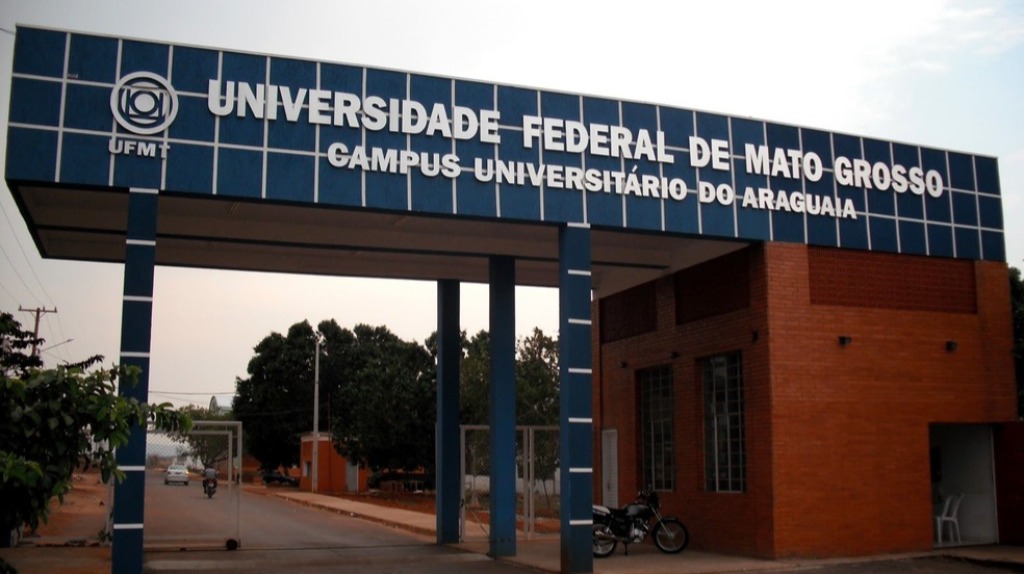 UNIVERSIDADE FEDERAL DE MATO GROSSO
UFMT
CAMPUS UNIVERSITÁRIO DO ARAGUAIA